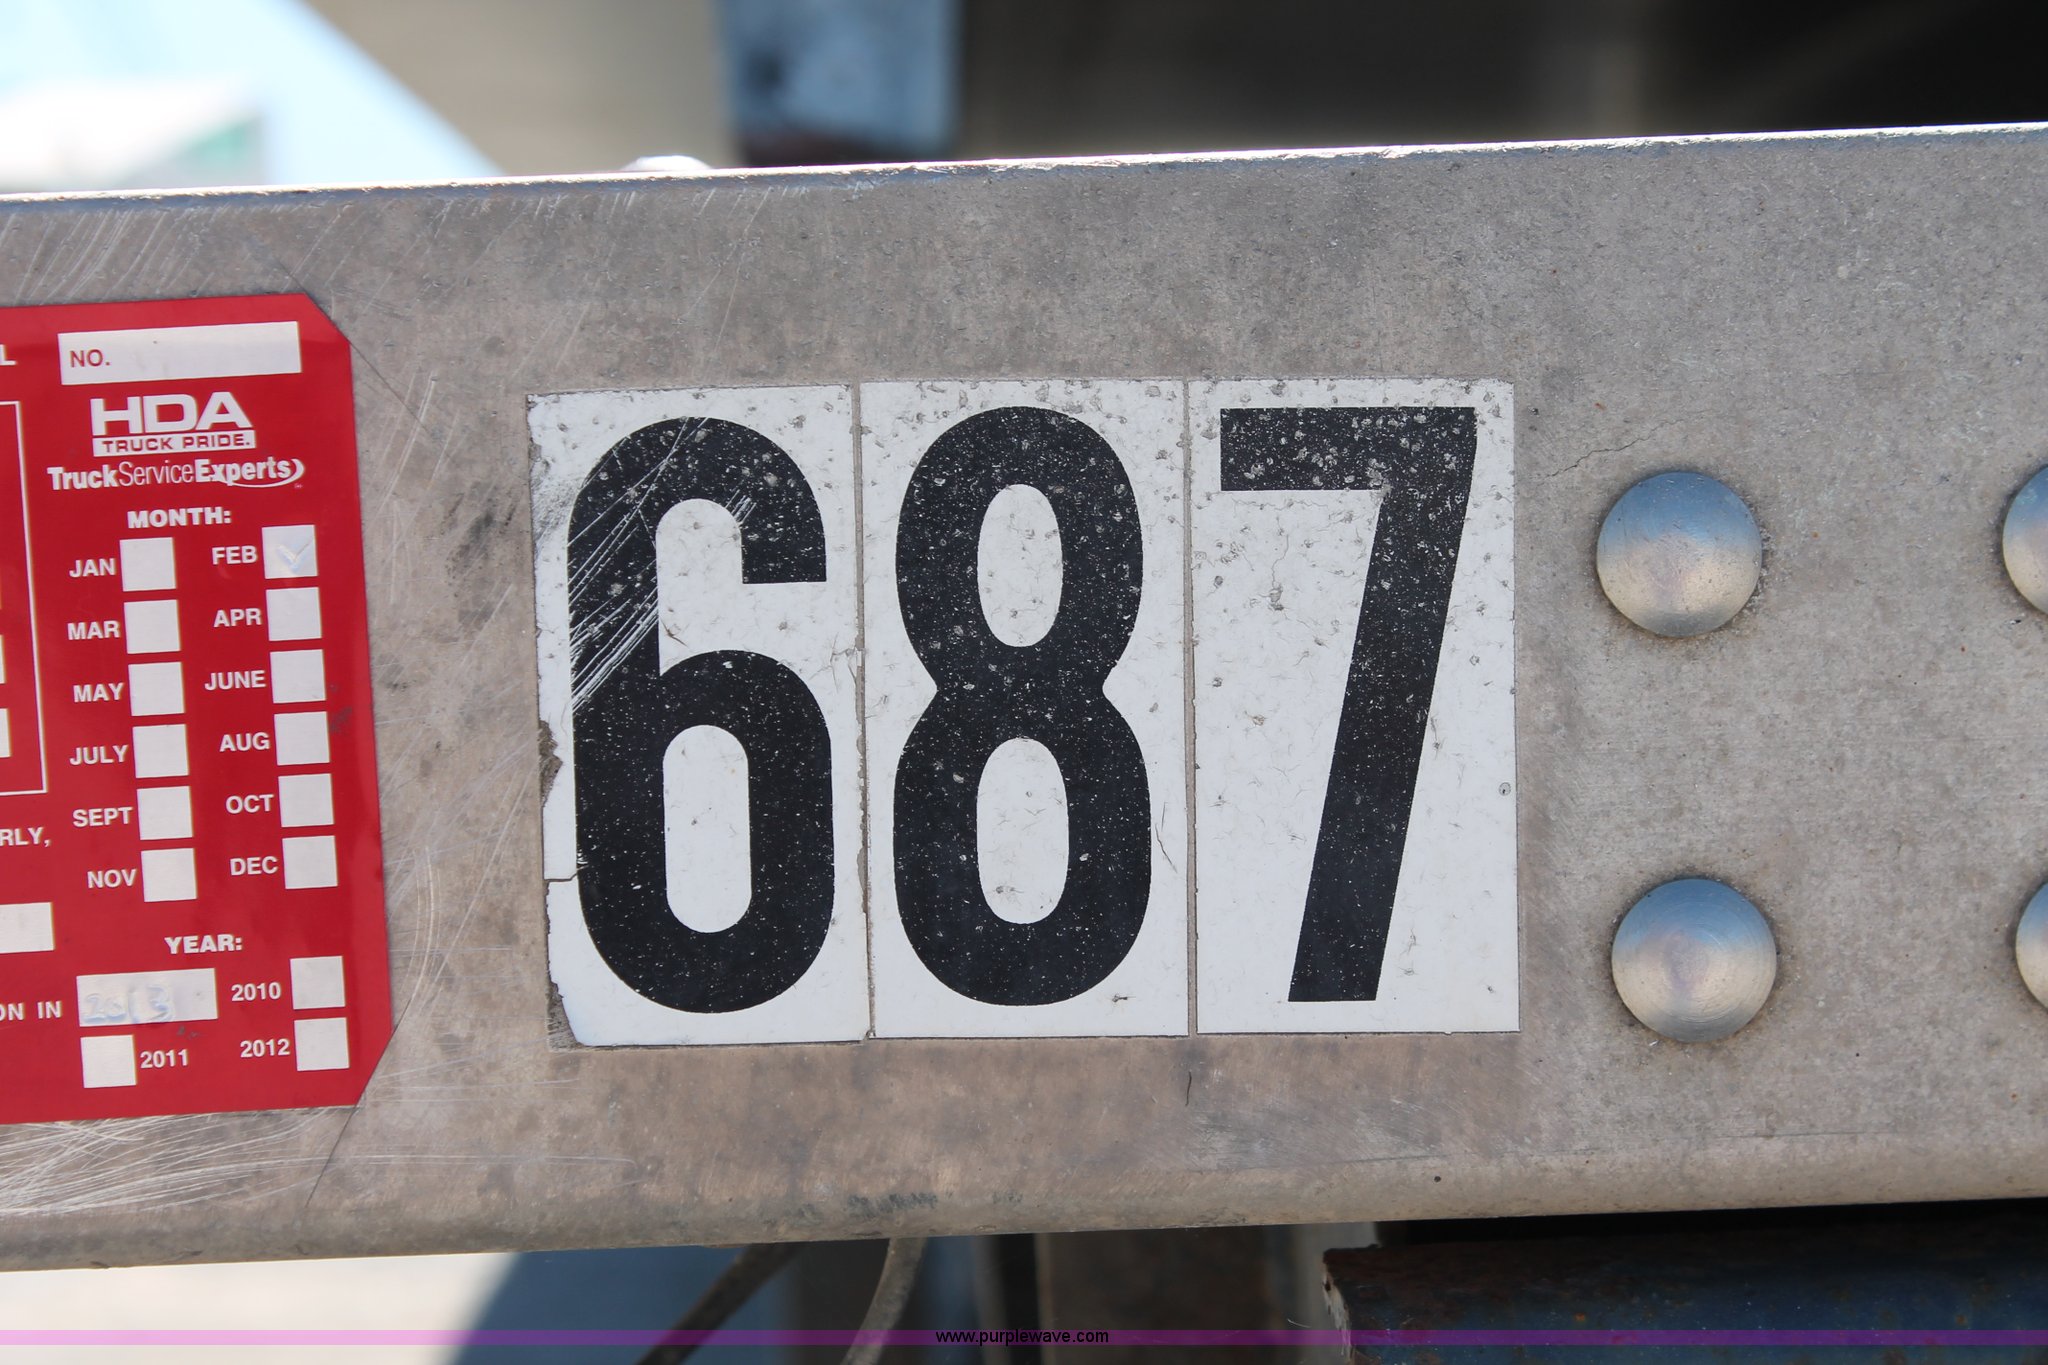 L
NO.
HDA
TRUCK PRIDE.
TruckServiceExperts
MONTH:
JAN FEB
MAR APR
MAY JUNE
JULY AUG
SEPT OCT
RLY,
NOV DEC
YEAR:
ON IN 2013 2010
2011 2012
687
www.purplewave.com